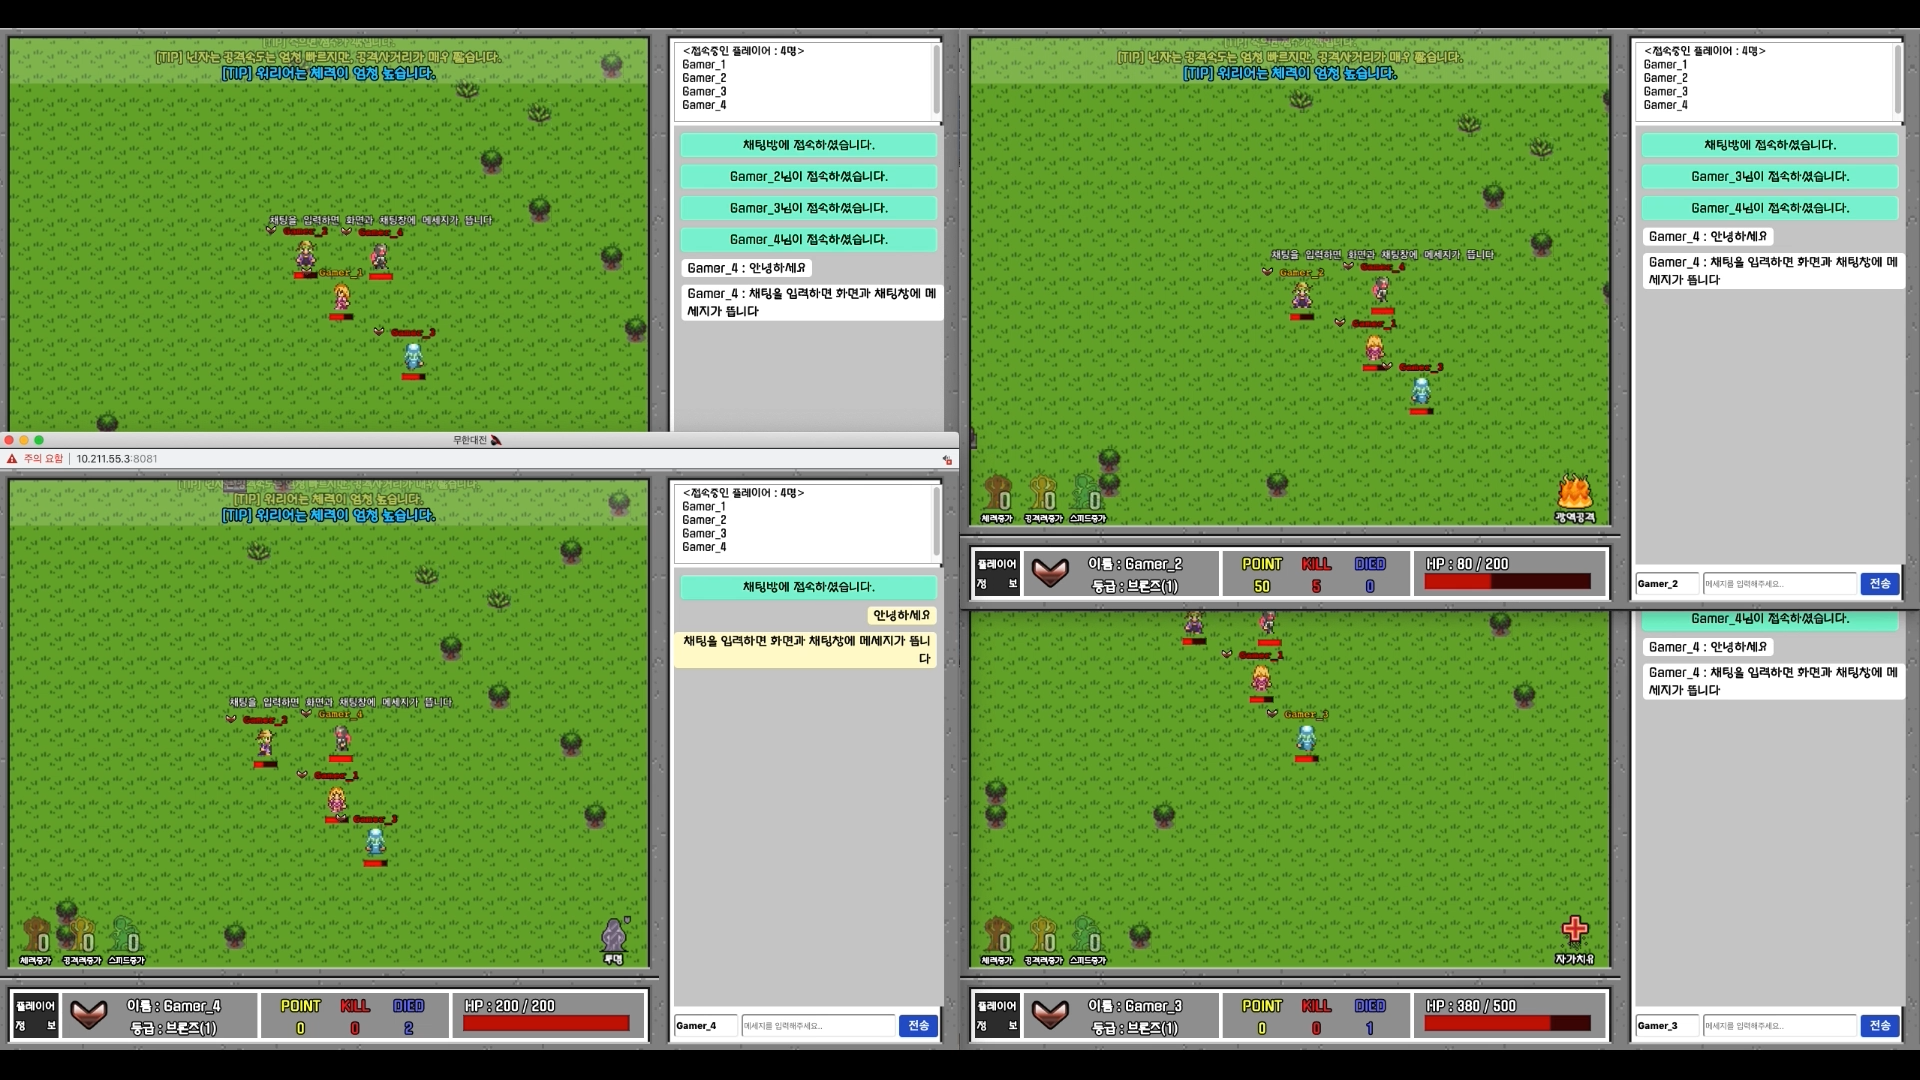 [TIP] 닌자는 공격속도는 엄청 빠르지만, 공격사거리가 매우 짧습니다.
[TIP] 워리어는 체력이 엄청 높습니다.
채팅을 입력하면 화면과 채팅창에 메세지가 뜹니다
Gamer_2
Gamer_4
Gamer_1
Gamer_3
<접속중인 플레이어 : 4명>
Gamer_1
Gamer_2
Gamer_3
Gamer_4
채팅방에 접속하셨습니다.
Gamer_2님이 접속하셨습니다.
Gamer_3님이 접속하셨습니다.
Gamer_4님이 접속하셨습니다.
Gamer_4 : 안녕하세요
Gamer_4 : 채팅을 입력하면 화면과 채팅창에 메
세지가 뜹니다
[TIP] 닌자는 공격속도는 엄청 빠르지만, 공격사거리가 매우 짧습니다.
[TIP] 워리어는 체력이 엄청 높습니다.
채팅을 입력하면 화면과 채팅창에 메세지가 뜹니다
Gamer_2
Gamer_4
Gamer_1
Gamer_3
0
0
0
체력증가
공격력증가
스피드증가
광역공격
플레이어
정 보
이름 : Gamer_2
등급 : 브론즈(1)
POINT
KILL
DIED
50
5
0
HP : 80 / 200
<접속중인 플레이어 : 4명>
Gamer_1
Gamer_2
Gamer_3
Gamer_4
채팅방에 접속하셨습니다.
Gamer_3님이 접속하셨습니다.
Gamer_4님이 접속하셨습니다.
Gamer_4 : 안녕하세요
Gamer_4 : 채팅을 입력하면 화면과 채팅창에 메
세지가 뜹니다
Gamer_2
메세지를 입력해주세요..
전송
무한대전
주의 요함
10.211.55.3:8081
[TIP] 워리어는 체력이 엄청 높습니다.
[TIP] 워리어는 체력이 엄청 높습니다.
채팅을 입력하면 화면과 채팅창에 메세지가 뜹니다
Gamer_2
Gamer_4
Gamer_1
Gamer_3
0
0
0
체력증가
공격력증가
스피드증가
투명
플레이어
정 보
이름 : Gamer_4
등급 : 브론즈(1)
POINT
KILL
DIED
0
0
2
HP : 200 / 200
<접속중인 플레이어 : 4명>
Gamer_1
Gamer_2
Gamer_3
Gamer_4
채팅방에 접속하셨습니다.
안녕하세요
채팅을 입력하면 화면과 채팅창에 메세지가 뜹니
다
Gamer_4
메세지를 입력해주세요..
전송
Gamer_1
Gamer_3
0
0
0
체력증가
공격력증가
스피드증가
자가치유
플레이어
정 보
이름 : Gamer_3
등급 : 브론즈(1)
POINT
KILL
DIED
0
0
1
HP : 380 / 500
Gamer_4님이 접속하셨습니다.
Gamer_4 : 안녕하세요
Gamer_4 : 채팅을 입력하면 화면과 채팅창에 메
세지가 뜹니다
Gamer_3
메세지를 입력해주세요..
전송